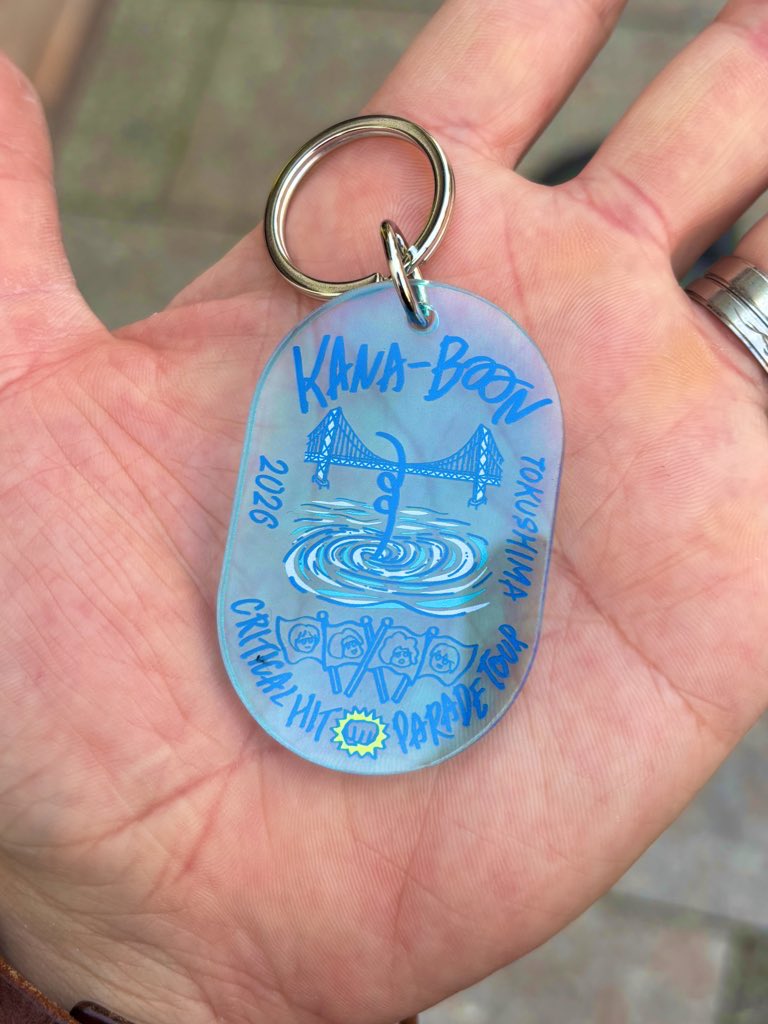 KANA-BOON
2026
TOKUSHIMA
CRITICAL HIT PARADE TOUR